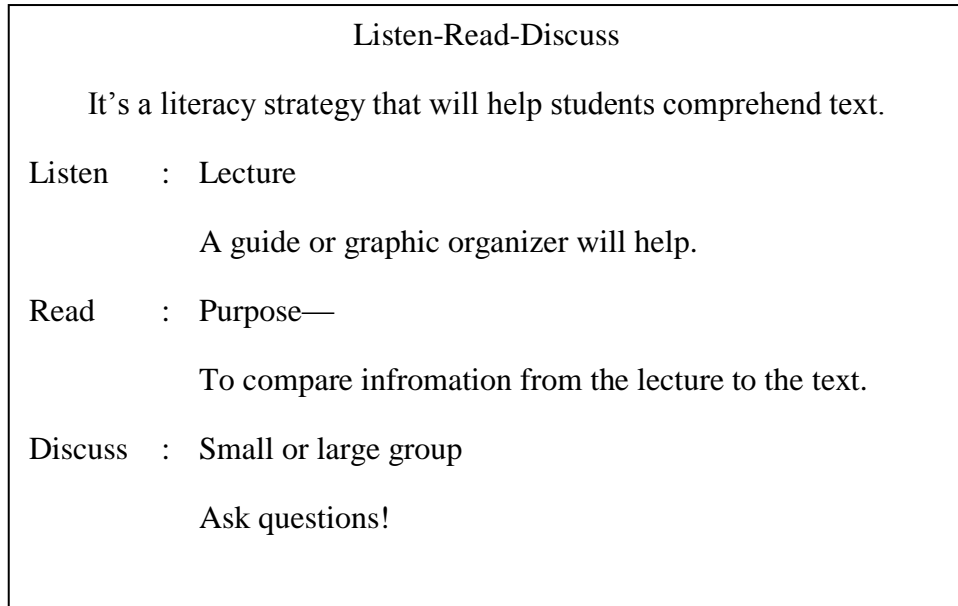 Listen-Read-Discuss
It’s a literacy strategy that will help students comprehend text.
Listen : Lecture
A guide or graphic organizer will help.
Read : Purpose—
To compare infromation from the lecture to the text.
Discuss : Small or large group
Ask questions!